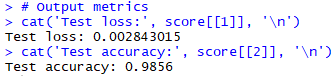 > # Output metrics
> cat('Test loss:', score[[1]], '\n')
Test loss: 0.002843015
> cat('Test accuracy:', score[[2]], '\n')
Test accuracy: 0.9856